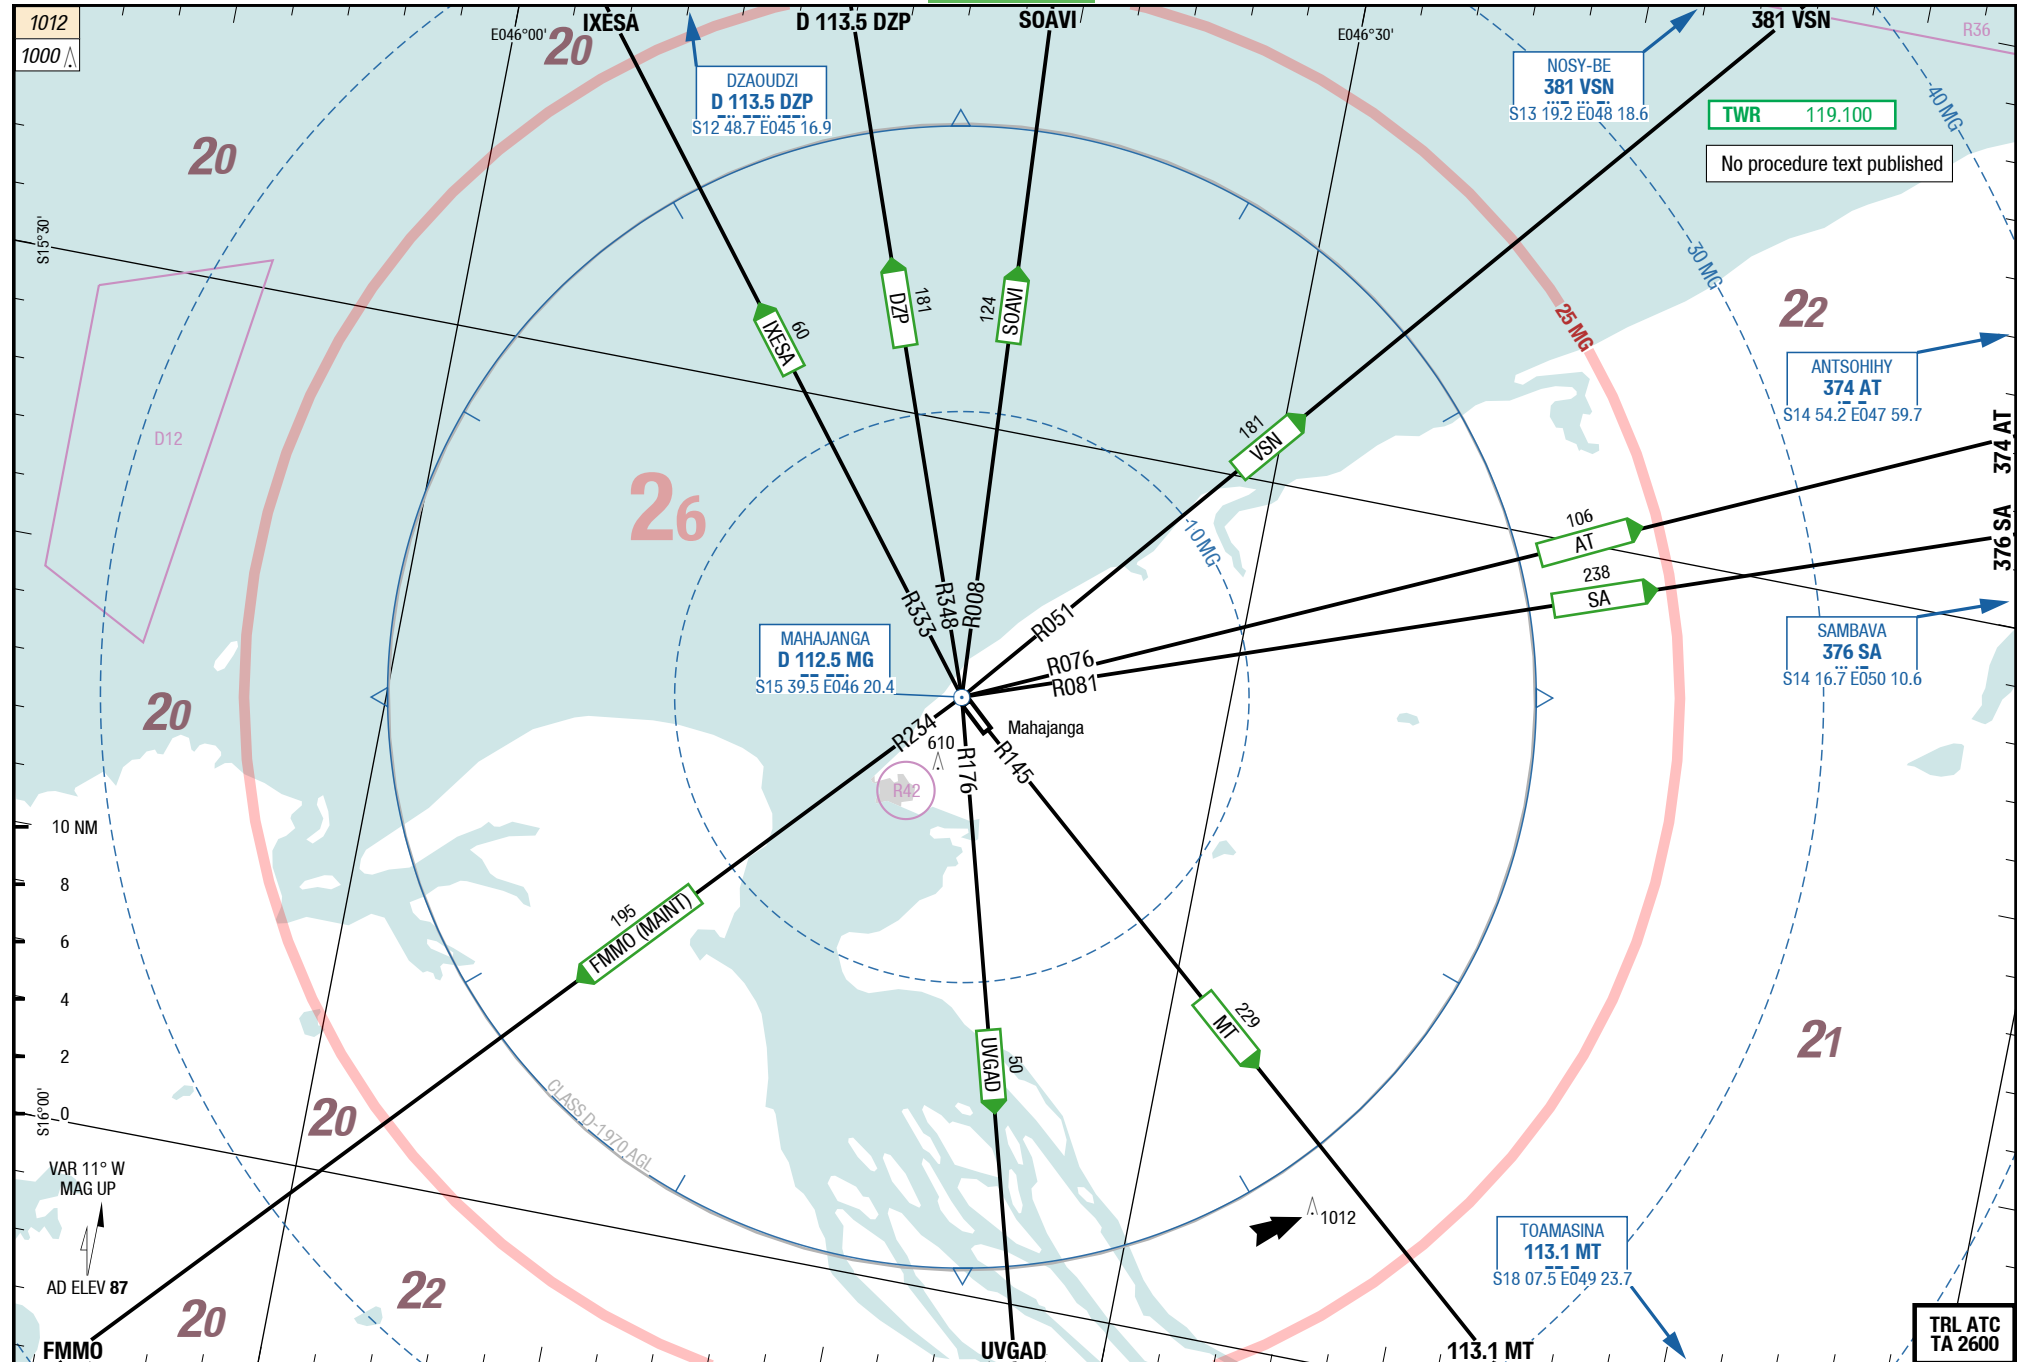 1012
1000
IXESA
D 113.5 DZP
SOAVI
381 VSN
E046°00'
20
E046°30'
R36
DZAOUDZI
D 113.5 DZP
S12 48.7 E045 16.9
NOSY-BE
381 VSN
S13 19.2 E048 18.6
40 MG
TWR 119.100
No procedure text published
20
S15°30'
30 MG
22
25 MG
D12
IXESA
60
DZP
181
124
SOAVI
181
VSN
ANTSOHIHY
374 AT
S14 54.2 E047 59.7
374 AT
26
10 MG
106
AT
376 SA
238
SA
R333
R348
R008
R051
R076
R081
MAHAJANGA
D 112.5 MG
S15 39.5 E046 20.4
SAMBAVA
376 SA
S14 16.7 E050 10.6
20
Mahajanga
R234
610
R176
R145
R42
10 NM
8
6
4
2
0
195
FMMO (MAINT)
229
MT
UVGAD
50
21
CLASS D-1970 AGL
S16°00'
20
VAR 11° W
MAG UP
AD ELEV 87
1012
TOAMASINA
113.1 MT
S18 07.5 E049 23.7
22
20
TRL ATC
TA 2600
FMMO
UVGAD
113.1 MT